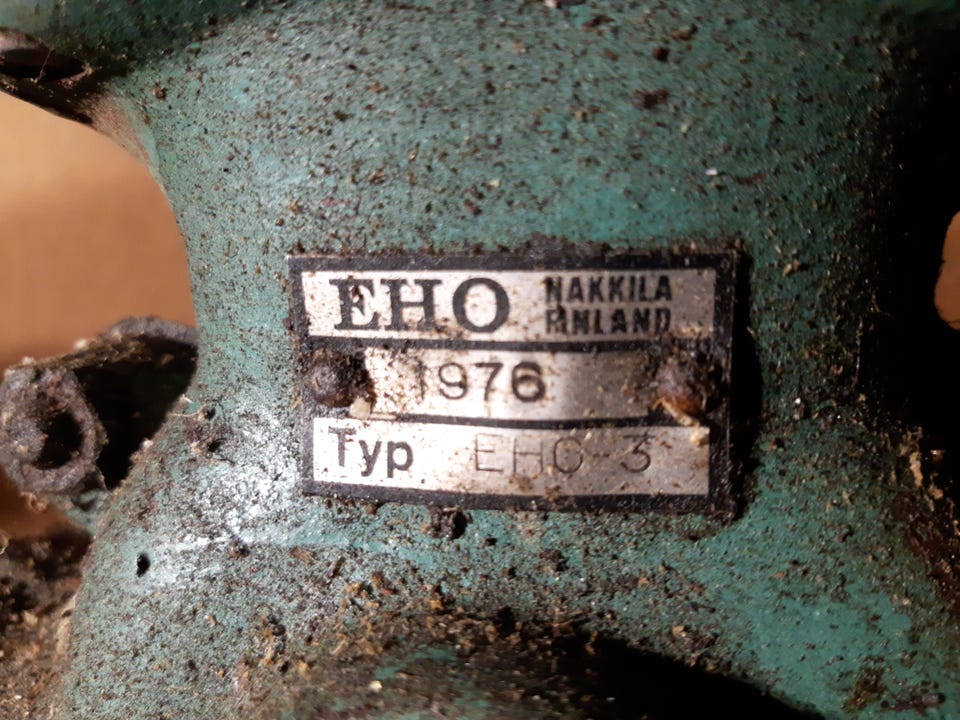 EHO NAKKILA
FINLAND
1976
Typ EHO-3